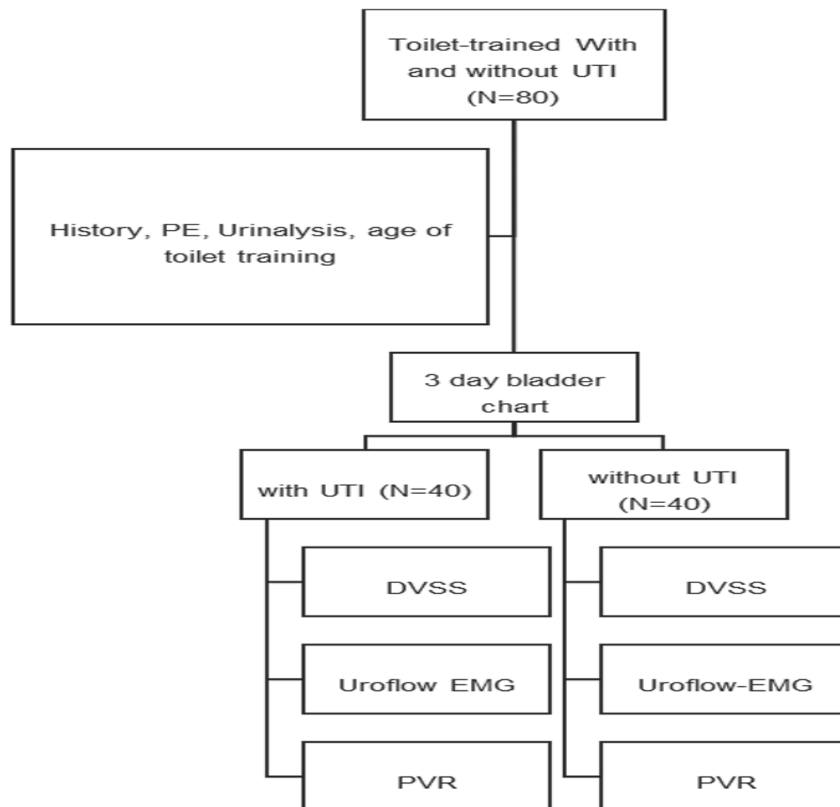 Toilet-trained With
and without UTI
(N=80)
History, PE, Urinalysis, age of
toilet training
3 day bladder
chart
with UTI (N=40)
without UTI
(N=40)
DVSS
DVSS
Uroflow EMG
Uroflow-EMG
PVR
PVR